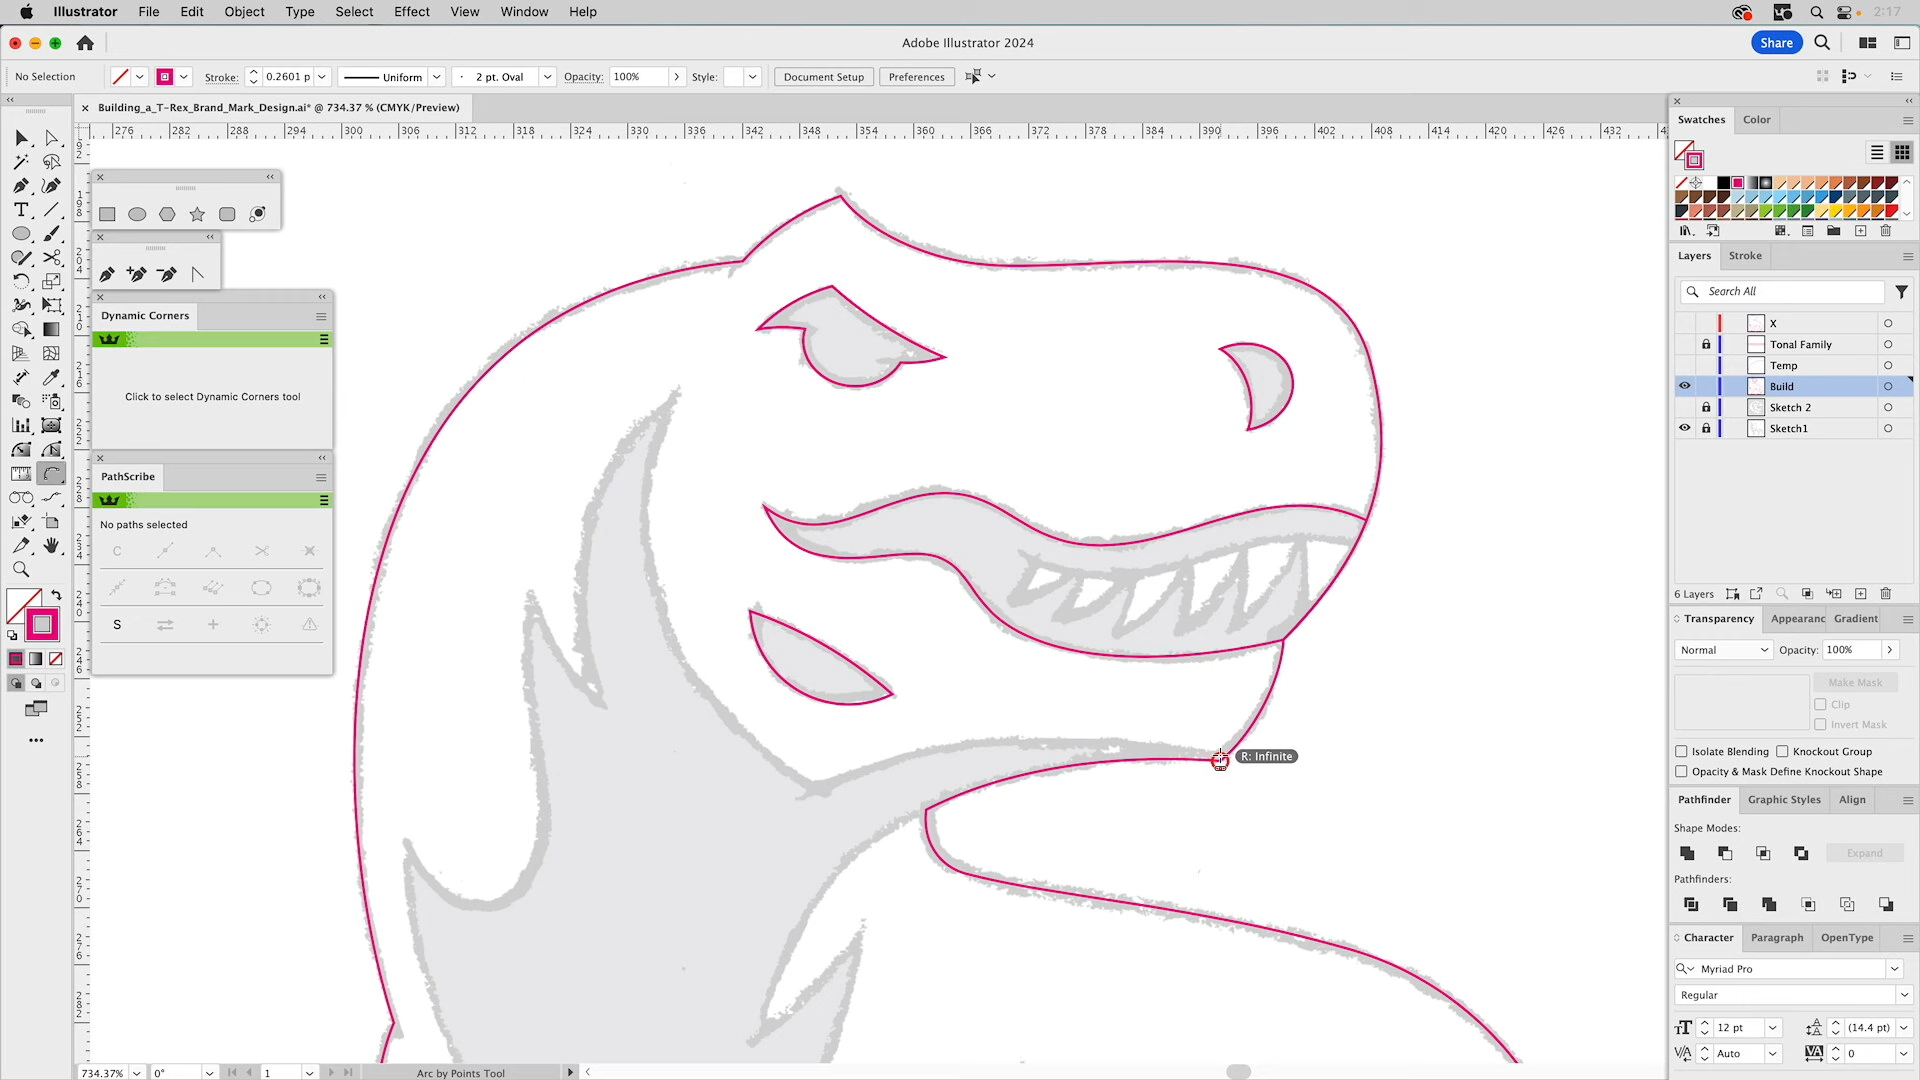 Illustrator File Edit Object Type Select Effect View Window Help 2:17
Adobe Illustrator 2024 Share
No Selection Stroke: 0.2601 p Uniform 2 pt. Oval Opacity: 100% Style: Document Setup Preferences
Building_a_T-Rex_Brand_Mark_Design.ai* @ 734.37 % (CMYK/Preview)
276 282 288 294 300 306 312 318 324 330 336 342 348 354 360 366 372 378 384 390 396 402 408 414 420 426 432
Swatches Color
Dynamic Corners
Click to select Dynamic Corners tool
PathScribe
No paths selected
C
S
R: Infinite
Layers Stroke
Search All
X
Tonal Family
Temp
Build
Sketch 2
Sketch1
6 Layers
Transparency Appearanc Gradient
Normal Opacity: 100%
Make Mask
Clip
Invert Mask
Isolate Blending Knockout Group
Opacity & Mask Define Knockout Shape
Pathfinder Graphic Styles Align
Shape Modes:
Expand
Pathfinders:
Character Paragraph OpenType
Myriad Pro
Regular
12 pt (14.4 pt)
Auto 0
734.37% 0° 1 Arc by Points Tool